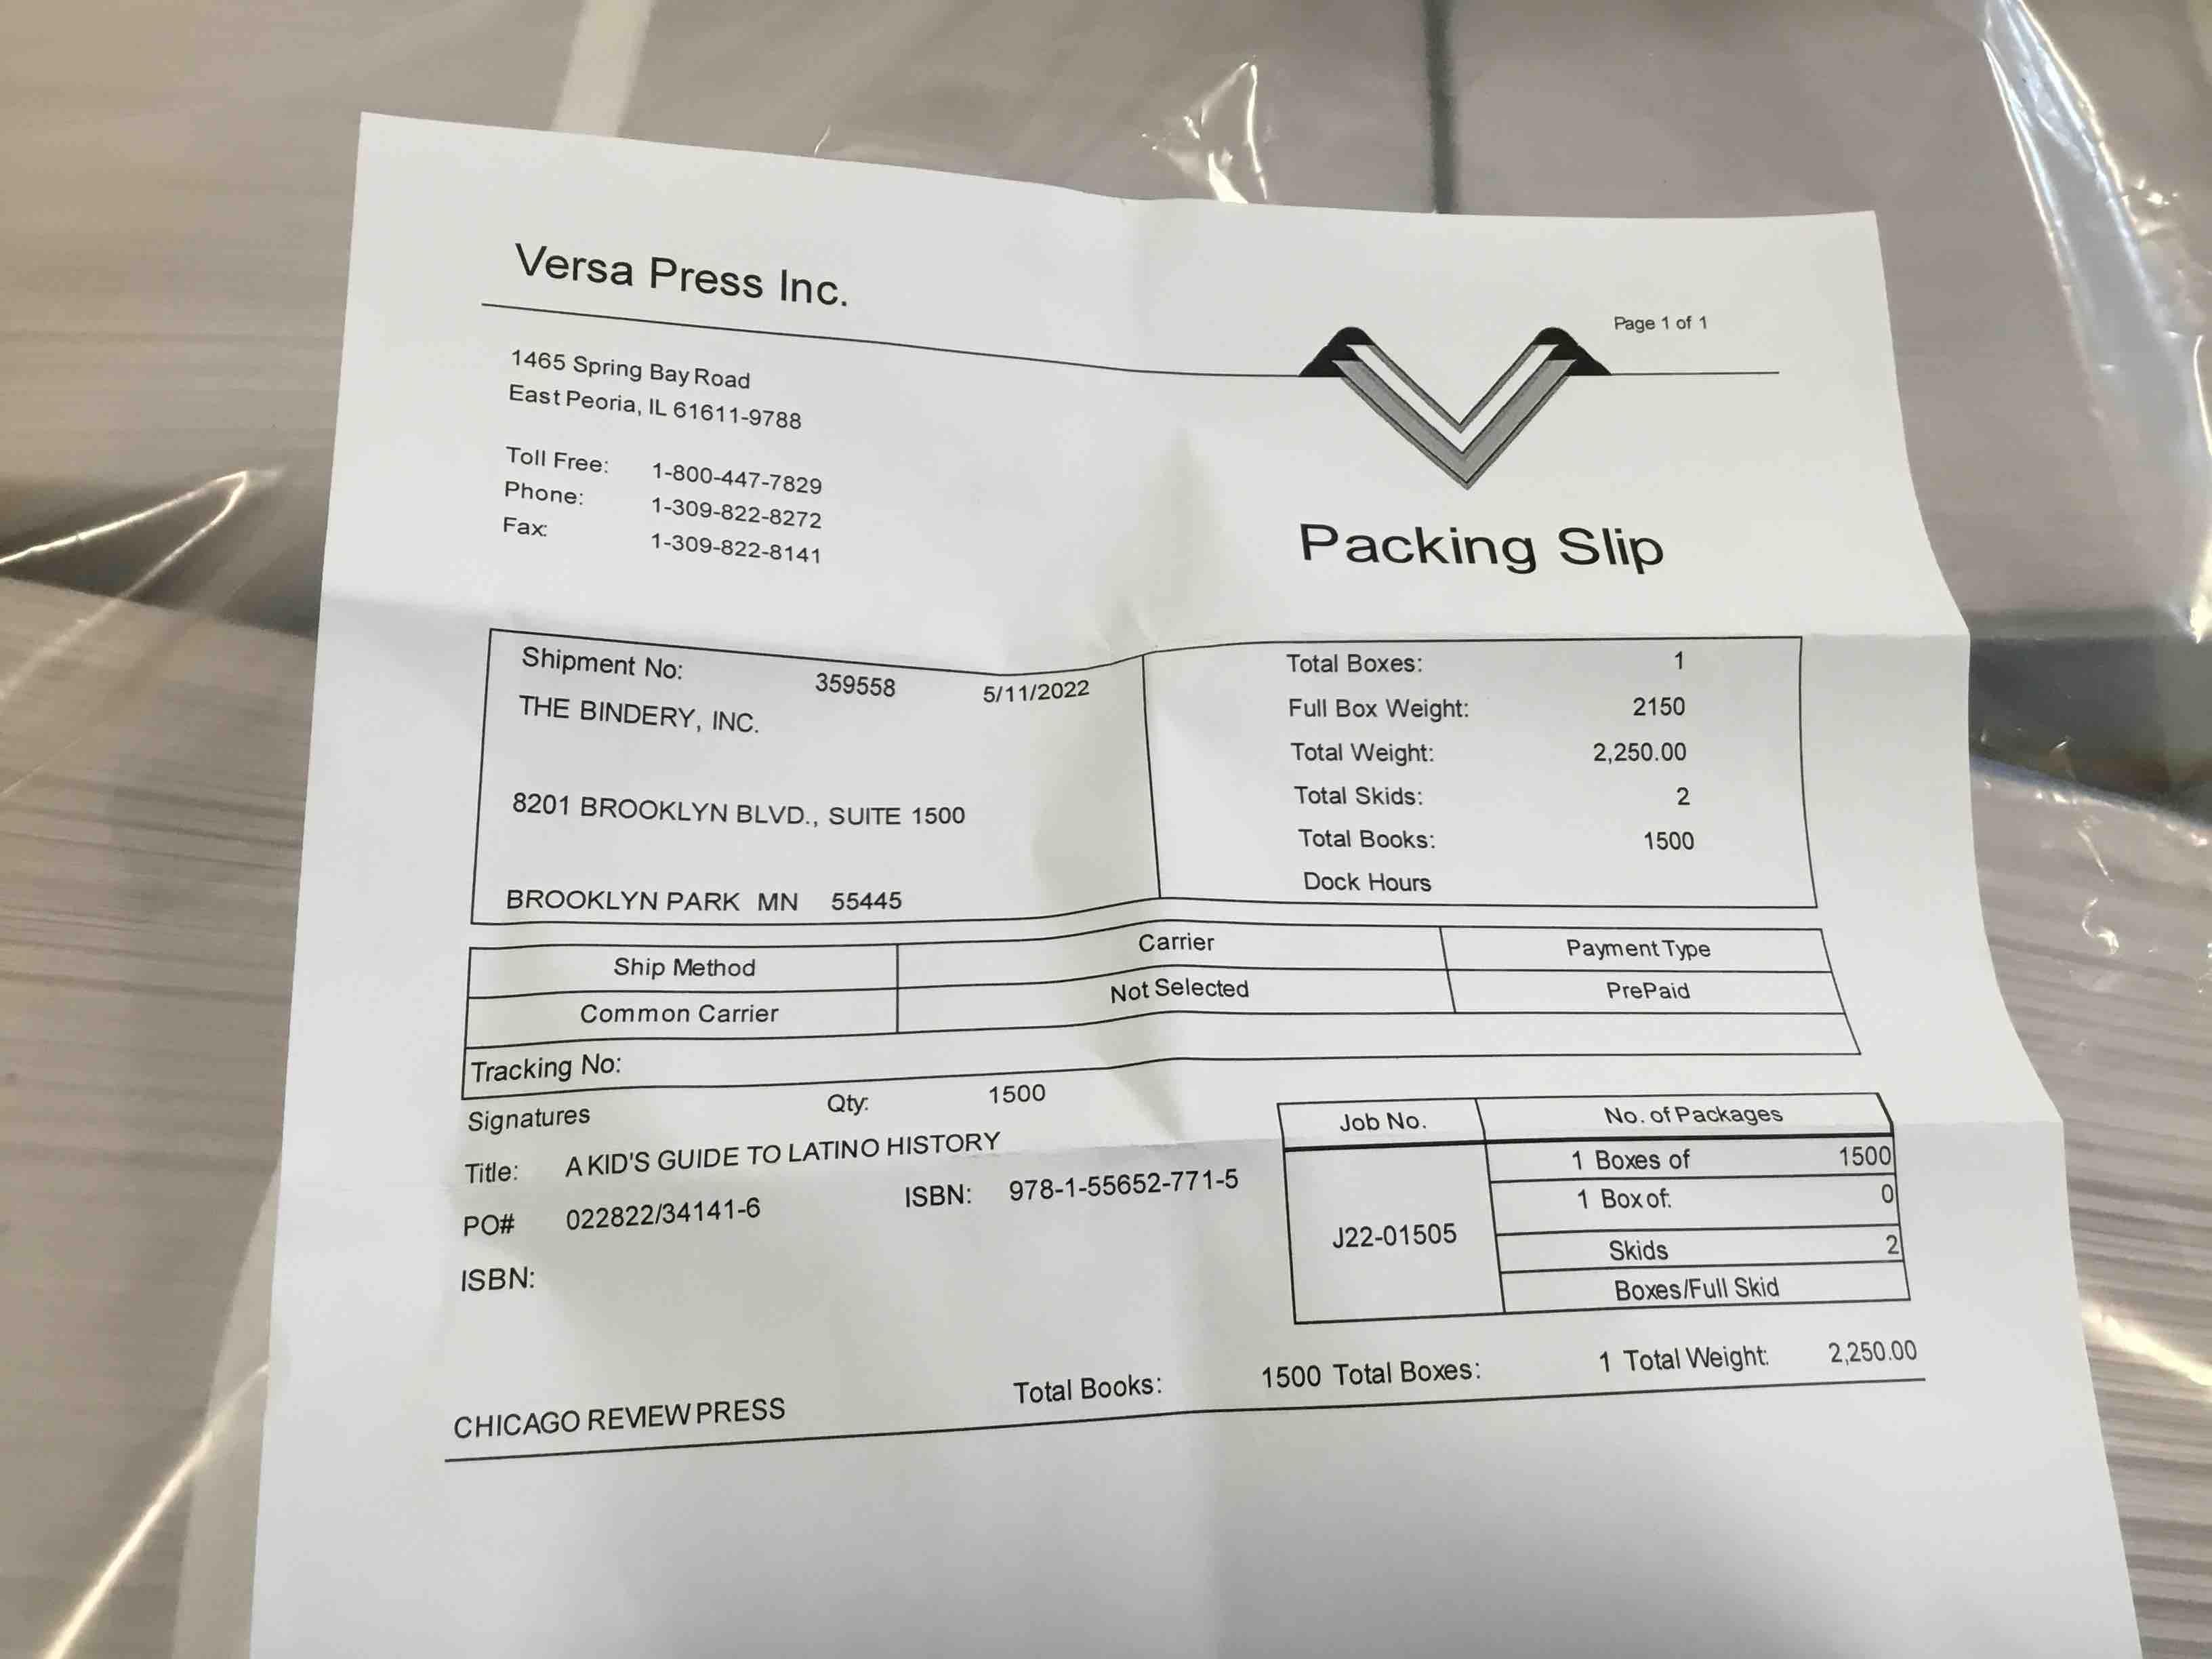 Versa Press Inc.
Page 1 of 1
1465 Spring Bay Road
East Peoria, IL 61611-9788
Toll Free: 1-800-447-7829
Phone: 1-309-822-8272
Fax: 1-309-822-8141
Packing Slip
Shipment No: 359558 5/11/2022
THE BINDERY, INC.
8201 BROOKLYN BLVD., SUITE 1500
BROOKLYN PARK MN 55445
Total Boxes: 1
Full Box Weight: 2150
Total Weight: 2,250.00
Total Skids: 2
Total Books: 1500
Dock Hours
Ship Method Carrier Payment Type
Common Carrier Not Selected PrePaid
Tracking No:
Signatures Qty: 1500
Title: A KID'S GUIDE TO LATINO HISTORY
PO# 022822/34141-6 ISBN: 978-1-55652-771-5
ISBN:
Job No. No. of Packages
J22-01505
1 Boxes of 1500
1 Box of: 0
Skids 2
Boxes/Full Skid
CHICAGO REVIEW PRESS Total Books: 1500 Total Boxes: 1 Total Weight: 2,250.00